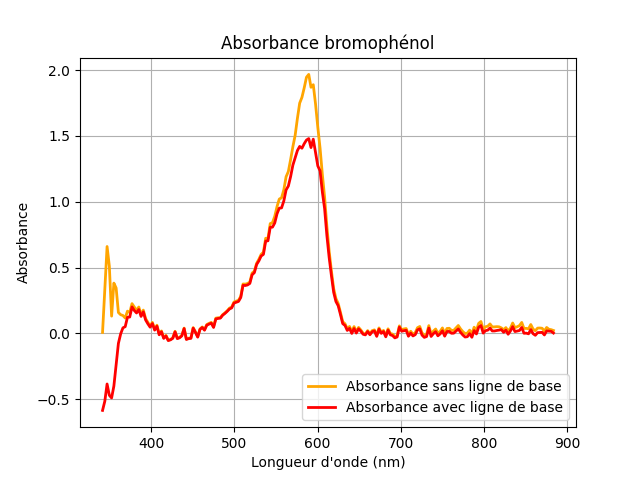 Absorbance bromophénol
2.0
1.5
1.0
0.5
0.0
−0.5
Absorbance
Absorbance sans ligne de base
Absorbance avec ligne de base
400 500 600 700 800 900
Longueur d'onde (nm)